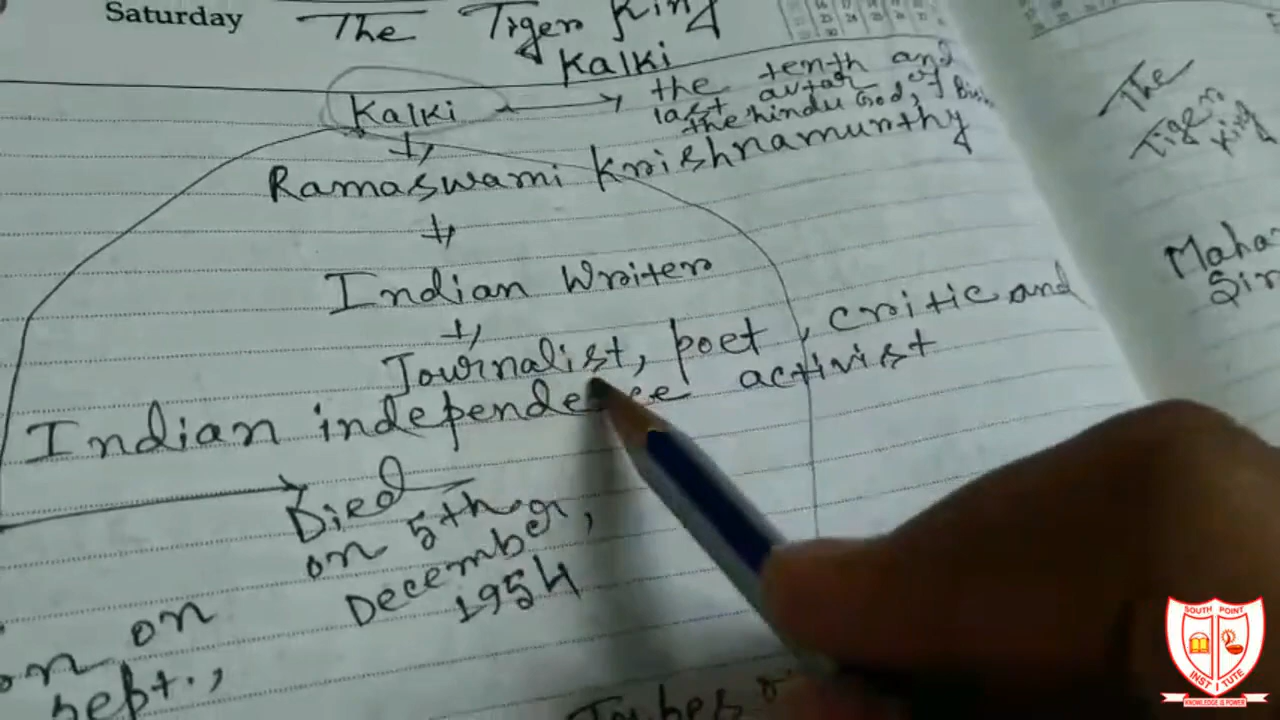 Saturday
The Tiger King
Kalki
Kalki → the tenth and
last avtar of
the hindu God,
Ramaswami Krishnamurthy
Indian Writer
Journalist, poet, critic and
Indian independence activist
Died
on 5th
December,
1954
on
sept.,
The
Tiger
King
SOUTH POINT
INSTITUTE
KNOWLEDGE IS POWER